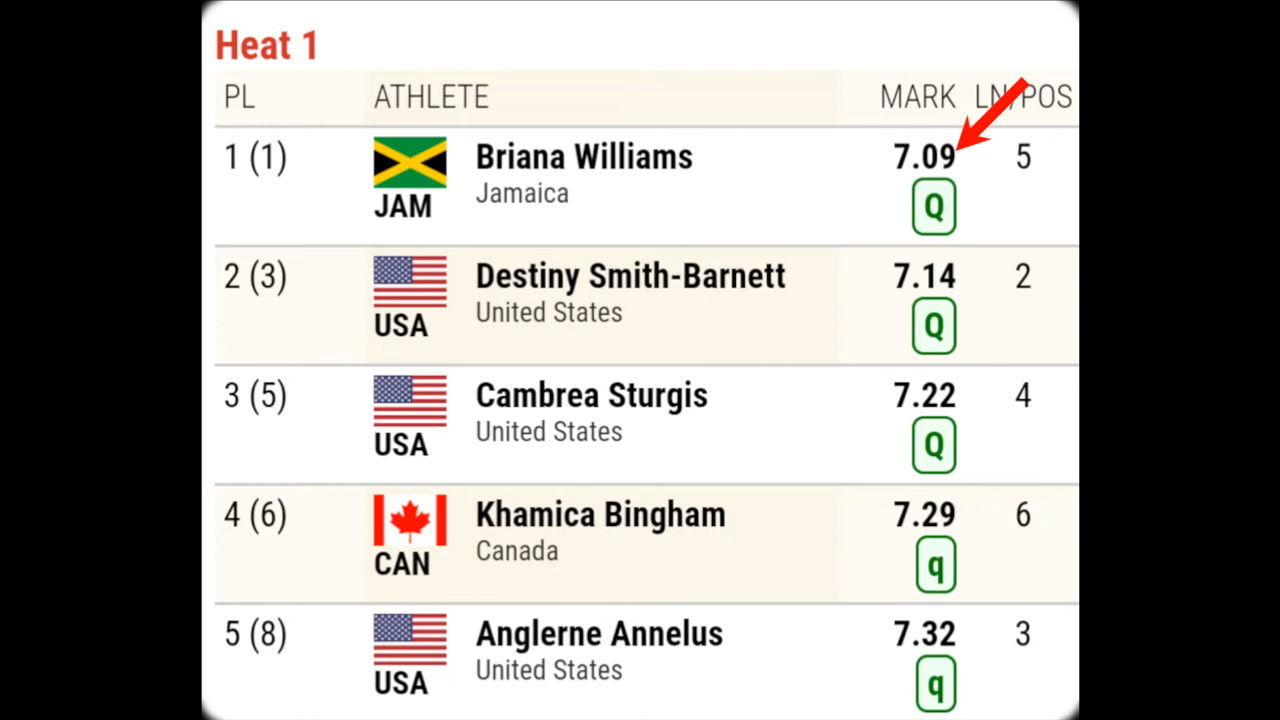 Heat 1
PL ATHLETE MARK LN/POS
1 (1) JAM Briana Williams 7.09 5
Jamaica Q
2 (3) USA Destiny Smith-Barnett 7.14 2
United States Q
3 (5) USA Cambrea Sturgis 7.22 4
United States Q
4 (6) CAN Khamica Bingham 7.29 6
Canada q
5 (8) USA Anglerne Annelus 7.32 3
United States q